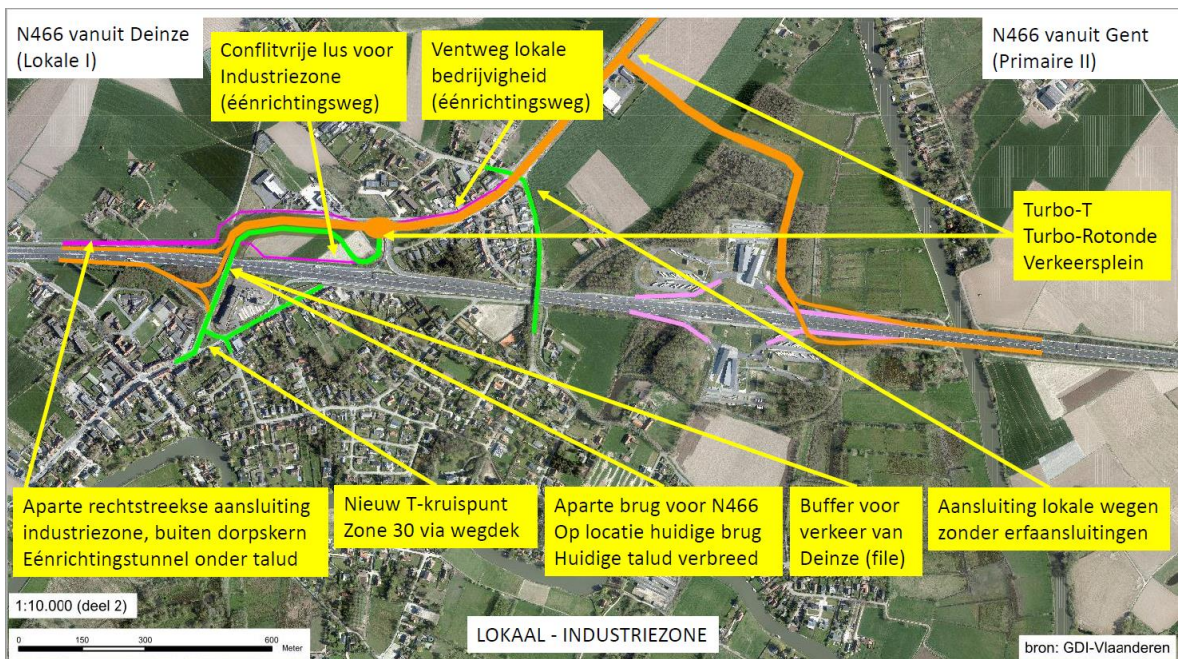 N466 vanuit Deinze
(Lokale I)
Conflitvrije lus voor
Industriezone
(éénrichtingsweg)
Ventweg lokale
bedrijvigheid
(éénrichtingsweg)
N466 vanuit Gent
(Primaire II)
Turbo-T
Turbo-Rotonde
Verkeersplein
Aparte rechtstreekse aansluiting
industriezone, buiten dorpskern
Eénrichtingstunnel onder talud
Nieuw T-kruispunt
Zone 30 via wegdek
Aparte brug voor N466
Op locatie huidige brug
Huidige talud verbreed
Buffer voor
verkeer van
Deinze (file)
Aansluiting lokale wegen
zonder erfaansluitingen
1:10.000 (deel 2)
0 150 300 600
Meter
LOKAAL - INDUSTRIEZONE
bron: GDI-Vlaanderen